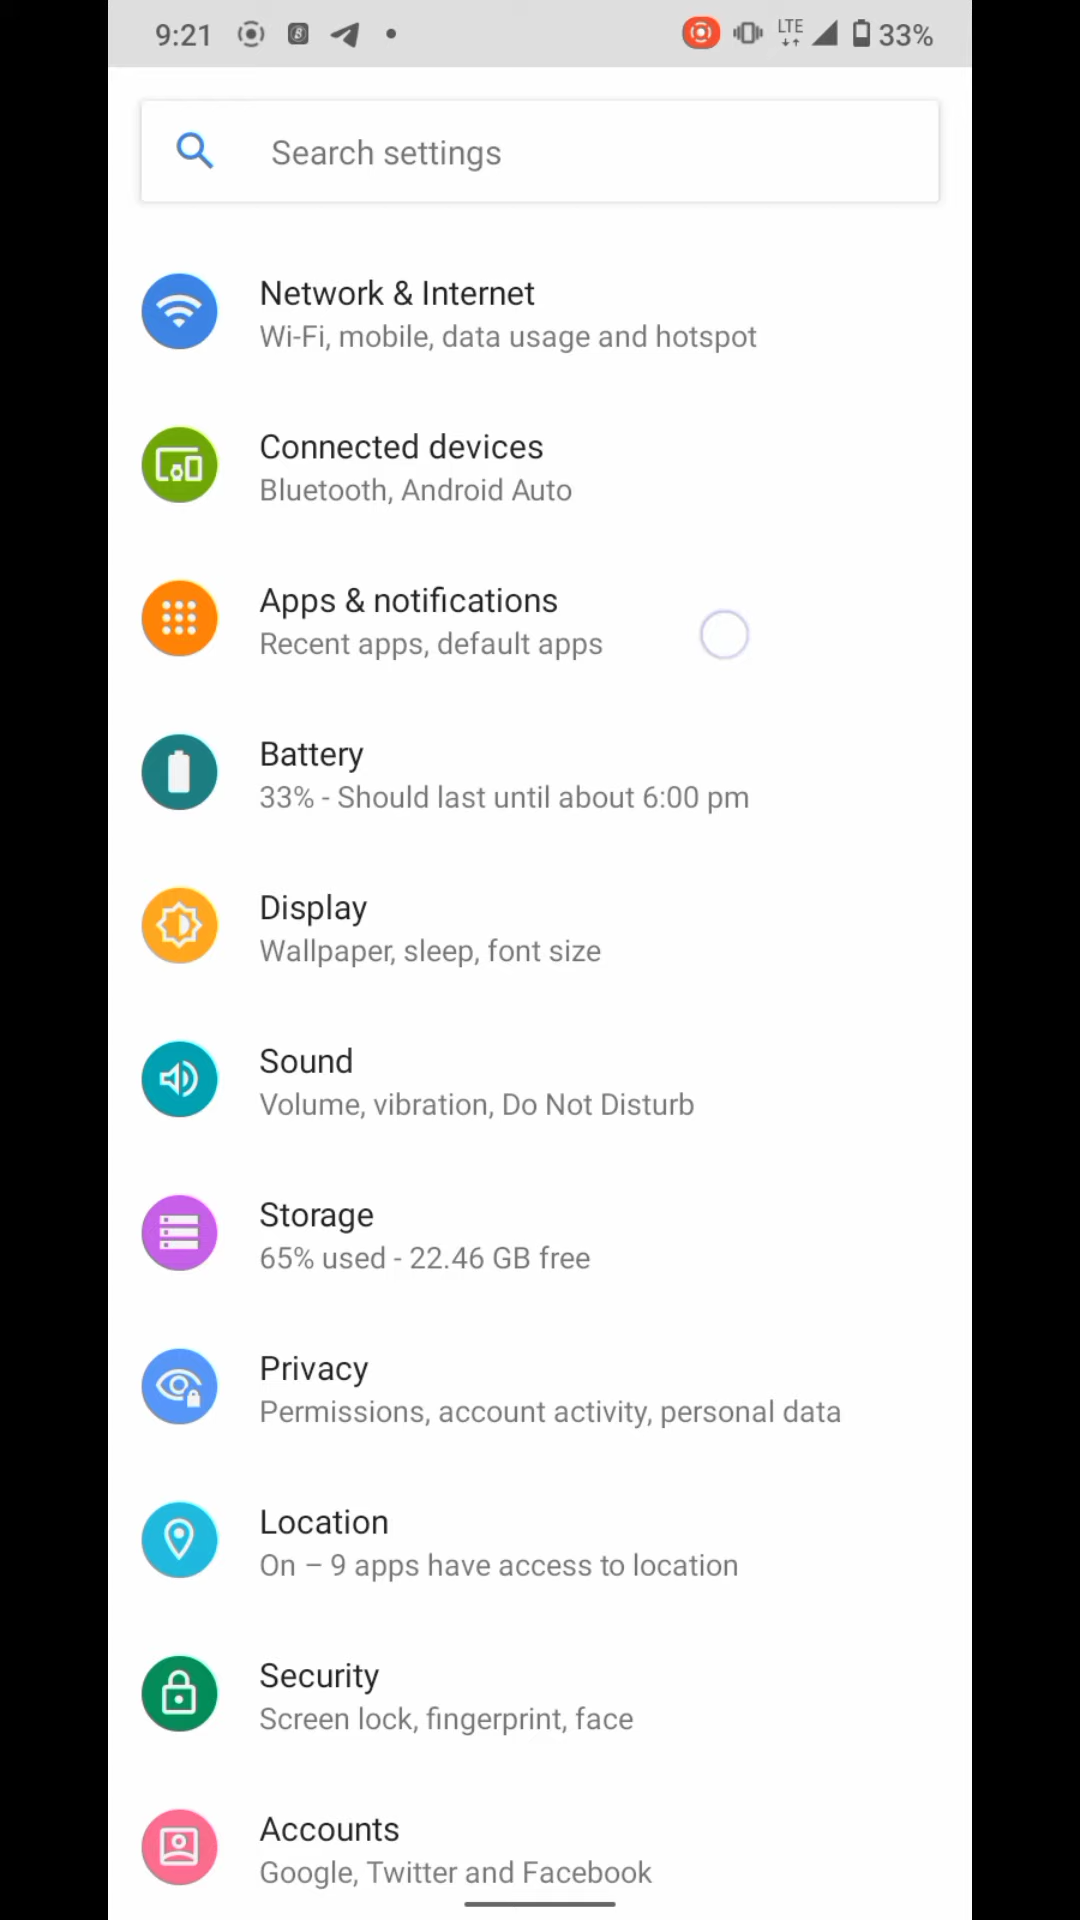 9:21
LTE
33%
Search settings
Network & Internet
Wi-Fi, mobile, data usage and hotspot
Connected devices
Bluetooth, Android Auto
Apps & notifications
Recent apps, default apps
Battery
33% - Should last until about 6:00 pm
Display
Wallpaper, sleep, font size
Sound
Volume, vibration, Do Not Disturb
Storage
65% used - 22.46 GB free
Privacy
Permissions, account activity, personal data
Location
On – 9 apps have access to location
Security
Screen lock, fingerprint, face
Accounts
Google, Twitter and Facebook